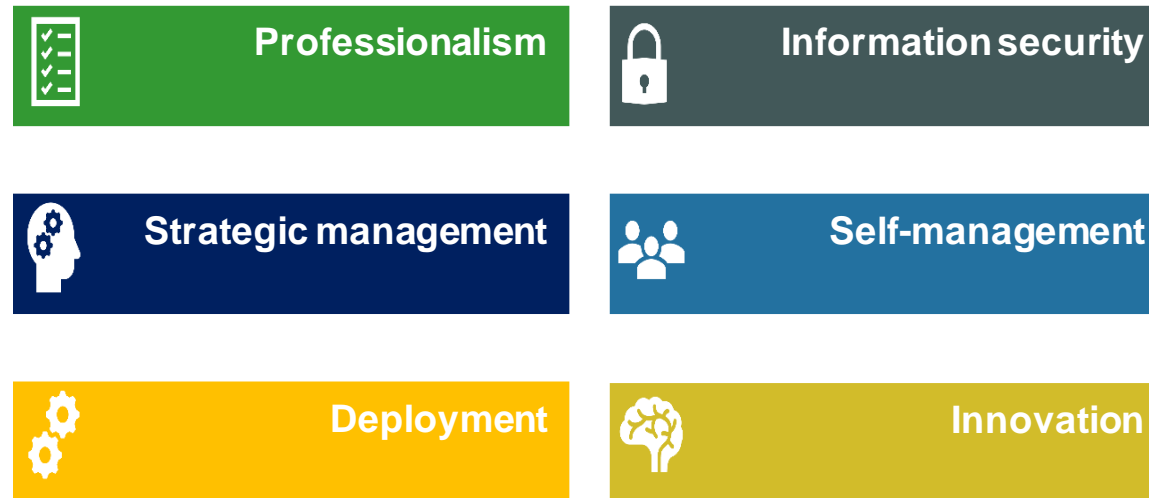 Professionalism
Information security
Strategic management
Self-management
Deployment
Innovation